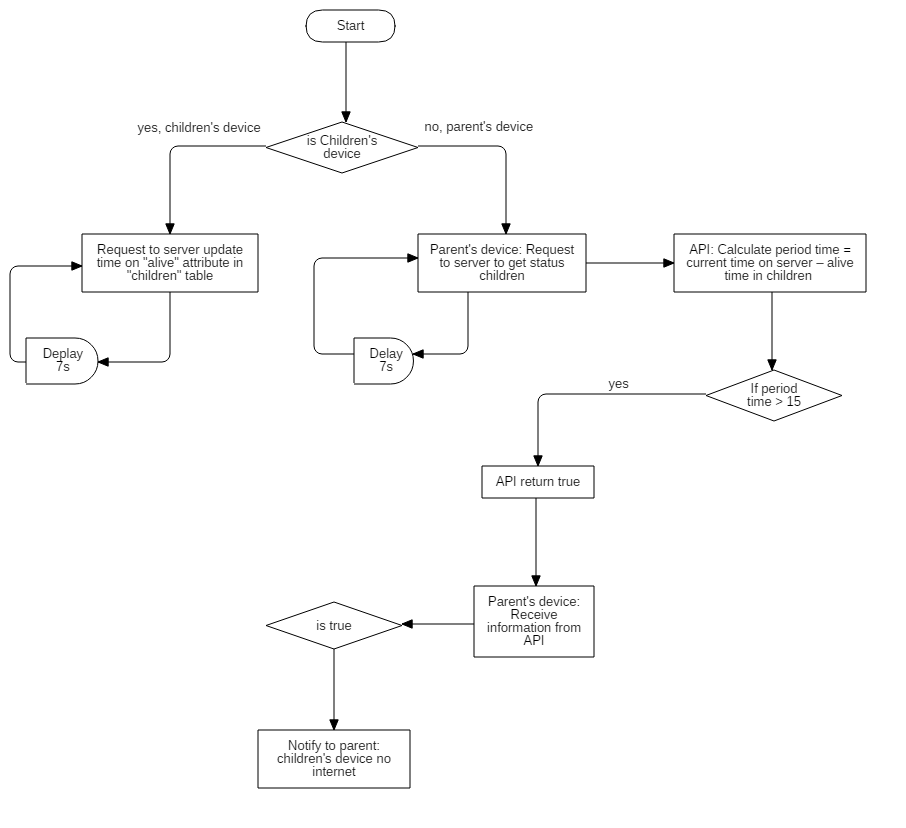 Start
yes, children's device
no, parent's device
is Children's
device
Request to server update
time on "alive" attribute in
"children" table
Parent's device: Request
to server to get status
children
API: Calculate period time =
current time on server – alive
time in children
Deplay
7s
Delay
7s
If period
time > 15
yes
API return true
Parent's device:
Receive
information from
API
is true
Notify to parent:
children's device no
internet